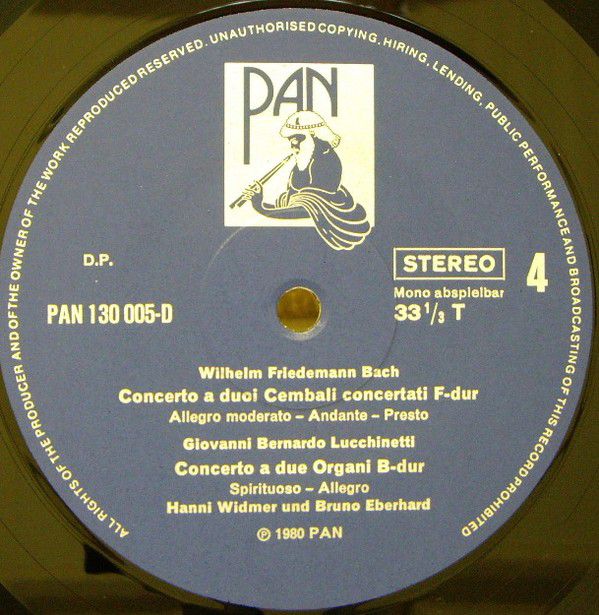 ALL RIGHTS OF THE PRODUCER AND OF THE OWNER OF THE WORK REPRODUCED RESERVED. UNAUTHORISED COPYING, HIRING, LENDING, PUBLIC PERFORMANCE AND BROADCASTING OF THIS RECORD PROHIBITED
PAN
D.P.
STEREO
4
Mono abspielbar
PAN 130 005-D
33 1/3 T
Wilhelm Friedemann Bach
Concerto a duoi Cembali concertati F-dur
Allegro moderato – Andante – Presto
Giovanni Bernardo Lucchinetti
Concerto a due Organi B-dur
Spirituoso – Allegro
Hanni Widmer und Bruno Eberhard
℗ 1980 PAN